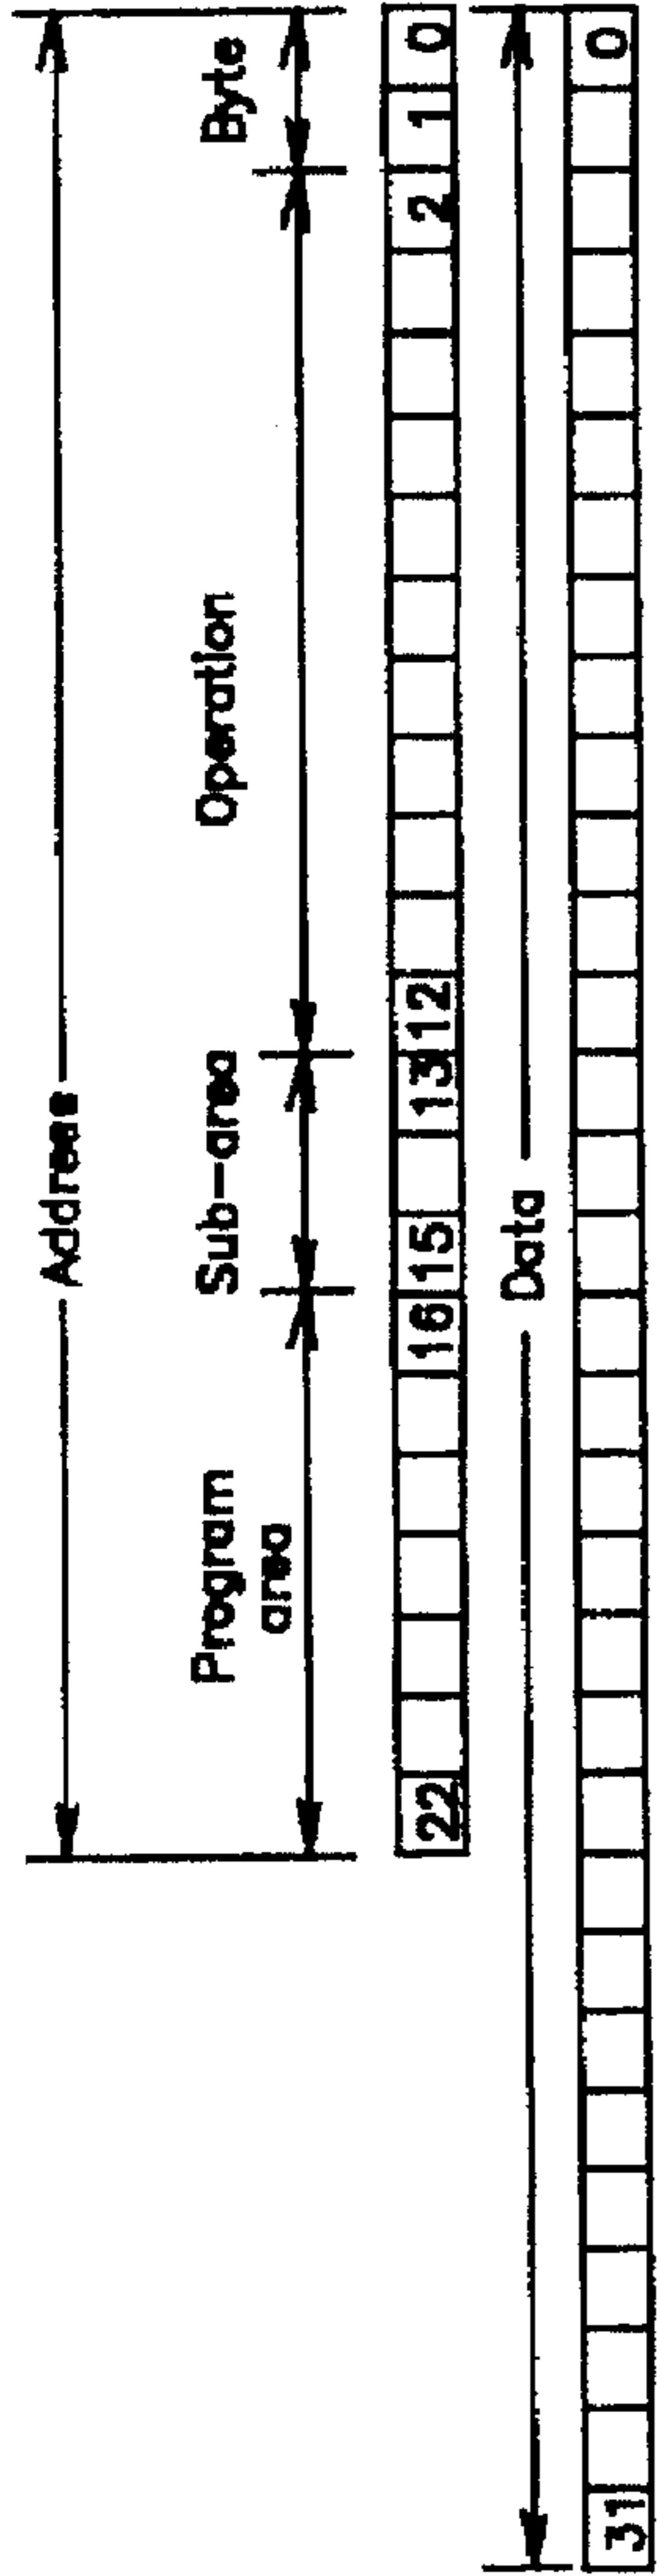 Address
Program area
Sub-area
Operation
Byte
22 16 15 13 12 2 1 0
Data
31 0